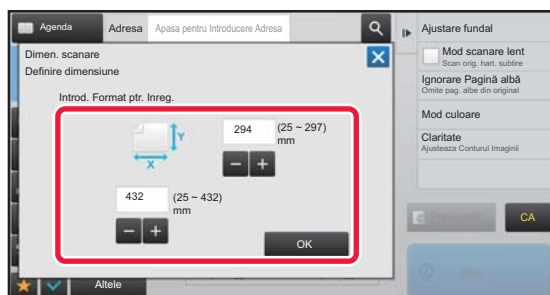 Agenda
Adresa
Apasa pentru Introducere Adresa
Dimen. scanare
Definire dimensiune
Introd. Format ptr. Inreg.
Y
X
294
(25 ~ 297)
mm
432
(25 ~ 432)
mm
OK
Altele
Ajustare fundal
Mod scanare lent
Scan orig. hart. subtire
Ignorare Pagină albă
Omite pag. albe din original
Mod culoare
Claritate
Ajusteaza Conturul Imaginii
CA
Start